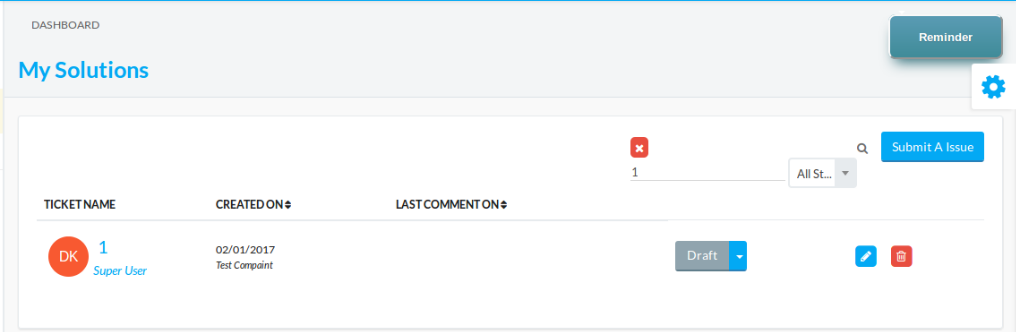 DASHBOARD
Reminder
My Solutions
Submit A Issue
1
All St...
TICKET NAME CREATED ON LAST COMMENT ON
DK 1 02/01/2017 Draft
Super User Test Compaint